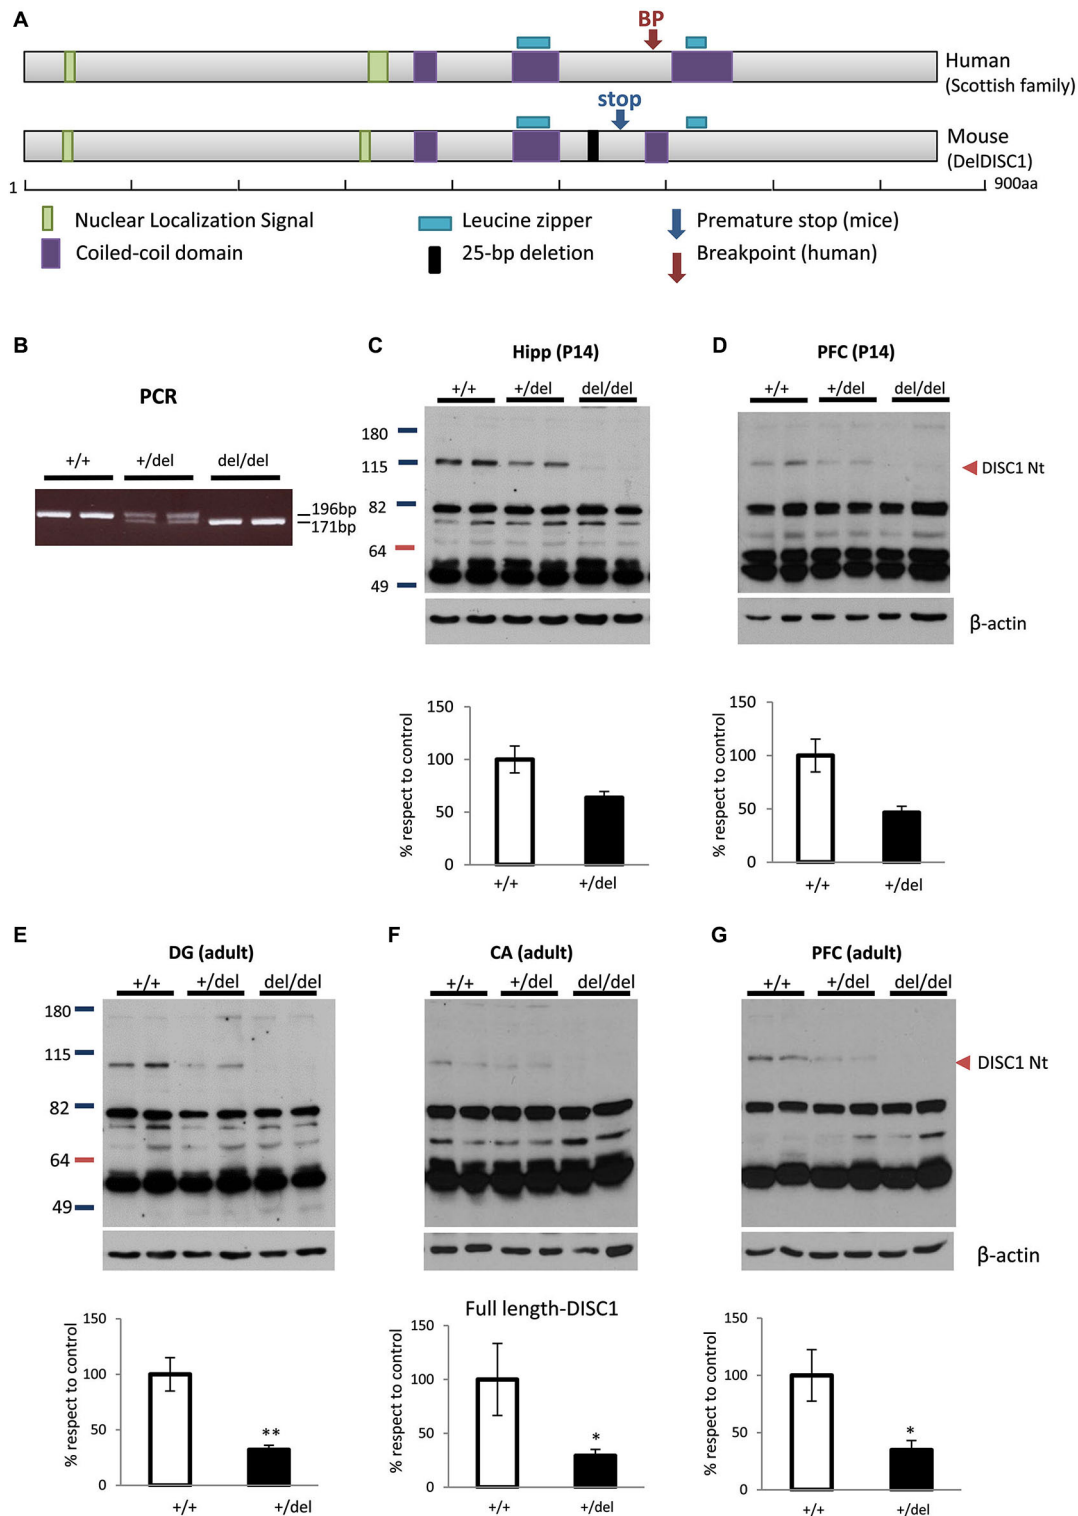 A
BP
Human
(Scottish family)
stop
Mouse
(DelDISC1)
1
900aa
Nuclear Localization Signal
Leucine zipper
Premature stop (mice)
Coiled-coil domain
25-bp deletion
Breakpoint (human)
B
PCR
+/+ +/del del/del
196bp
171bp
C
Hipp (P14)
+/+ +/del del/del
180
115
82
64
49
D
PFC (P14)
+/+ +/del del/del
DISC1 Nt
β-actin
% respect to control
150
100
50
0
+/+ +/del
% respect to control
150
100
50
0
+/+ +/del
E
DG (adult)
+/+ +/del del/del
180
115
82
64
49
F
CA (adult)
+/+ +/del del/del
G
PFC (adult)
+/+ +/del del/del
DISC1 Nt
β-actin
% respect to control
150
100
50
0
**
+/+ +/del
Full length-DISC1
% respect to control
150
100
50
0
*
+/+ +/del
% respect to control
150
100
50
0
*
+/+ +/del